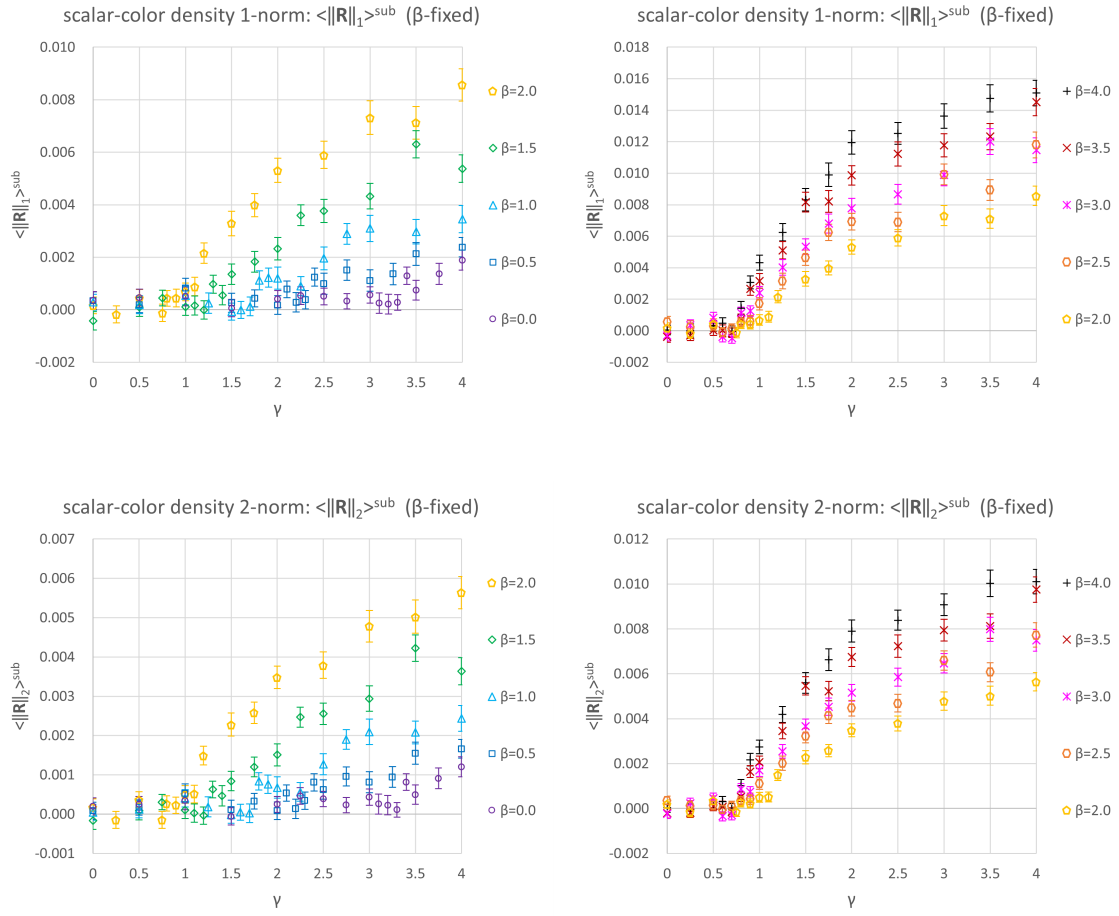 scalar-color density 1-norm: <||R||₁>ˢᵘᵇ (β-fixed)
0.010
0.008
0.006
0.004
0.002
0.000
-0.002
<||R||₁>ˢᵘᵇ
0 0.5 1 1.5 2 2.5 3 3.5 4
γ
β=2.0
β=1.5
β=1.0
β=0.5
β=0.0
scalar-color density 1-norm: <||R||₁>ˢᵘᵇ (β-fixed)
0.018
0.016
0.014
0.012
0.010
0.008
0.006
0.004
0.002
0.000
-0.002
<||R||₁>ˢᵘᵇ
0 0.5 1 1.5 2 2.5 3 3.5 4
γ
β=4.0
β=3.5
β=3.0
β=2.5
β=2.0
scalar-color density 2-norm: <||R||₂>ˢᵘᵇ (β-fixed)
0.007
0.006
0.005
0.004
0.003
0.002
0.001
0.000
-0.001
<||R||₂>ˢᵘᵇ
0 0.5 1 1.5 2 2.5 3 3.5 4
γ
β=2.0
β=1.5
β=1.0
β=0.5
β=0.0
scalar-color density 2-norm: <||R||₂>ˢᵘᵇ (β-fixed)
0.012
0.010
0.008
0.006
0.004
0.002
0.000
-0.002
<||R||₂>ˢᵘᵇ
0 0.5 1 1.5 2 2.5 3 3.5 4
γ
β=4.0
β=3.5
β=3.0
β=2.5
β=2.0